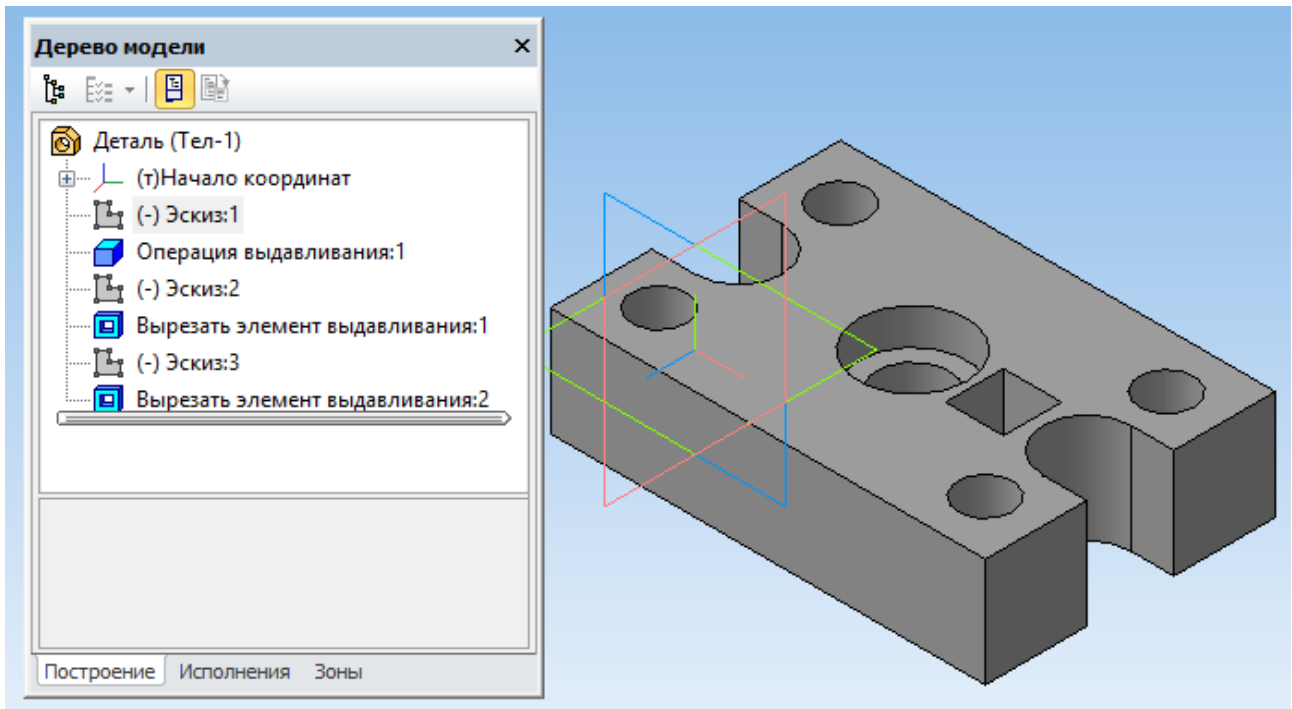 Дерево модели
Деталь (Тел-1)
(т)Начало координат
(-) Эскиз:1
Операция выдавливания:1
(-) Эскиз:2
Вырезать элемент выдавливания:1
(-) Эскиз:3
Вырезать элемент выдавливания:2
Построение Исполнения Зоны